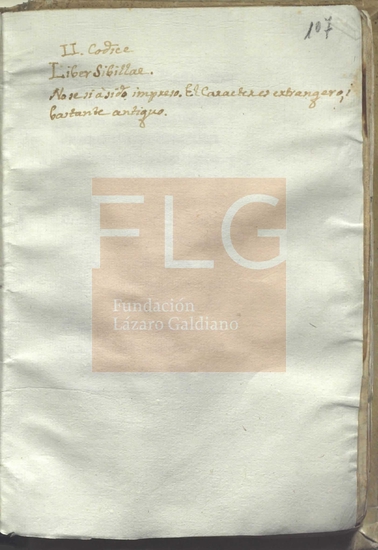 107
II. Codice
Liber Sibillae.
No se si à sido impreso. El Caracter es extrangero, i
bastante antiguo.
FLG
Fundación
Lázaro Galdiano